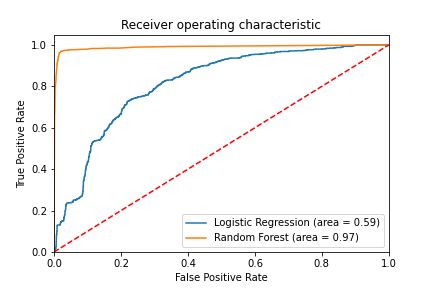 Receiver operating characteristic
True Positive Rate
1.0
0.8
0.6
0.4
0.2
0.0
Logistic Regression (area = 0.59)
Random Forest (area = 0.97)
0.0 0.2 0.4 0.6 0.8 1.0
False Positive Rate